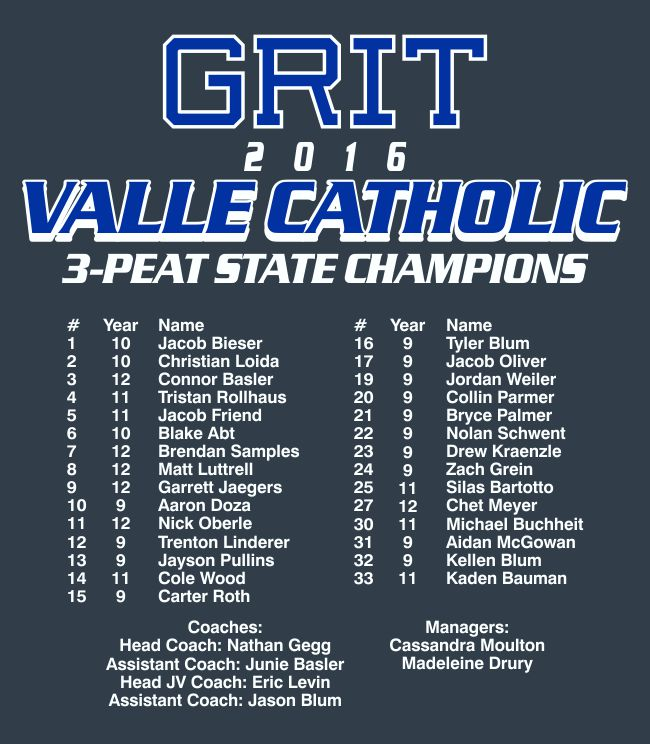 GRIT
2016
VALLE CATHOLIC
3-PEAT STATE CHAMPIONS
# Year Name
1 10 Jacob Bieser
2 10 Christian Loida
3 12 Connor Basler
4 11 Tristan Rollhaus
5 11 Jacob Friend
6 10 Blake Abt
7 12 Brendan Samples
8 12 Matt Luttrell
9 12 Garrett Jaegers
10 9 Aaron Doza
11 12 Nick Oberle
12 9 Trenton Linderer
13 9 Jayson Pullins
14 11 Cole Wood
15 9 Carter Roth
# Year Name
16 9 Tyler Blum
17 9 Jacob Oliver
19 9 Jordan Weiler
20 9 Collin Parmer
21 9 Bryce Palmer
22 9 Nolan Schwent
23 9 Drew Kraenzle
24 9 Zach Grein
25 11 Silas Bartotto
27 12 Chet Meyer
30 11 Michael Buchheit
31 9 Aidan McGowan
32 9 Kellen Blum
33 11 Kaden Bauman
Coaches:
Head Coach: Nathan Gegg
Assistant Coach: Junie Basler
Head JV Coach: Eric Levin
Assistant Coach: Jason Blum
Managers:
Cassandra Moulton
Madeleine Drury